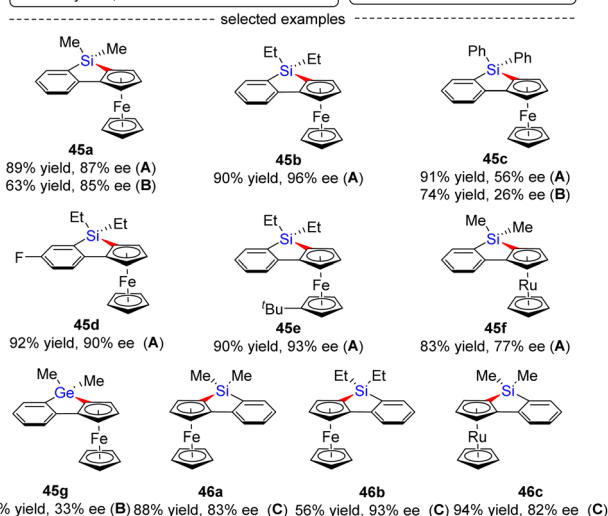 selected examples
Me Me
Si
Fe
45a
89% yield, 87% ee (A)
63% yield, 85% ee (B)
Et Et
Si
Fe
45b
90% yield, 96% ee (A)
Ph Ph
Si
Fe
45c
91% yield, 56% ee (A)
74% yield, 26% ee (B)
Et Et
Si
F
Fe
45d
92% yield, 90% ee (A)
Et Et
Si
Fe
tBu
45e
90% yield, 93% ee (A)
Me Me
Si
Ru
45f
83% yield, 77% ee (A)
Me Me
Ge
Fe
45g
% yield, 33% ee (B)
Me Me
Si
Fe
46a
88% yield, 83% ee (C)
Et Et
Si
Fe
46b
56% yield, 93% ee (C)
Me Me
Si
Ru
46c
94% yield, 82% ee (C)